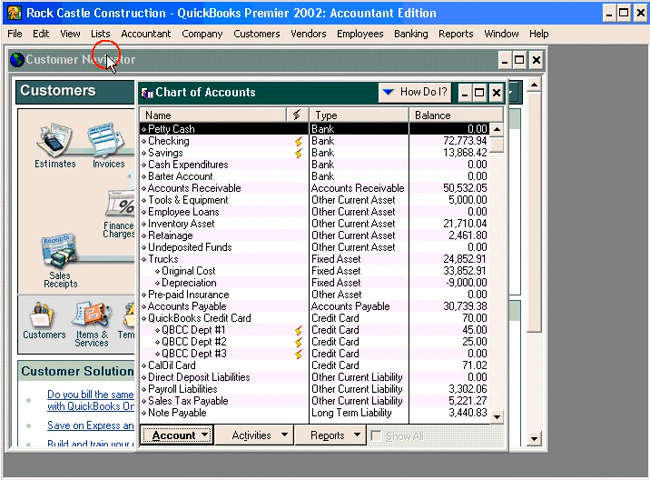 Rock Castle Construction - QuickBooks Premier 2002: Accountant Edition
File Edit View Lists Accountant Company Customers Vendors Employees Banking Reports Window Help
Customer Navigator
Customers
Estimates
Invoices
Finance
Charges
Sales
Receipts
Customers
Items &
Services
Customer Solution
Do you bill the same
with QuickBooks On
Save on Express an
Build and train your
Chart of Accounts How Do I?
Name Type Balance
Petty Cash Bank 0.00
Checking Bank 72,773.94
Savings Bank 13,868.42
Cash Expenditures Bank 0.00
Barter Account Bank 0.00
Accounts Receivable Accounts Receivable 50,532.05
Tools & Equipment Other Current Asset 5,000.00
Employee Loans Other Current Asset 0.00
Inventory Asset Other Current Asset 21,710.04
Retainage Other Current Asset 2,461.80
Undeposited Funds Other Current Asset 0.00
Trucks Fixed Asset 24,852.91
Original Cost Fixed Asset 33,852.91
Depreciation Fixed Asset -9,000.00
Pre-paid Insurance Other Asset 0.00
Accounts Payable Accounts Payable 30,739.38
QuickBooks Credit Card Credit Card 70.00
QBCC Dept #1 Credit Card 45.00
QBCC Dept #2 Credit Card 25.00
QBCC Dept #3 Credit Card 0.00
CalOil Card Credit Card 71.02
Direct Deposit Liabilities Other Current Liability 0.00
Payroll Liabilities Other Current Liability 3,302.06
Sales Tax Payable Other Current Liability 5,221.27
Note Payable Long Term Liability 3,440.83
Account Activities Reports Show All